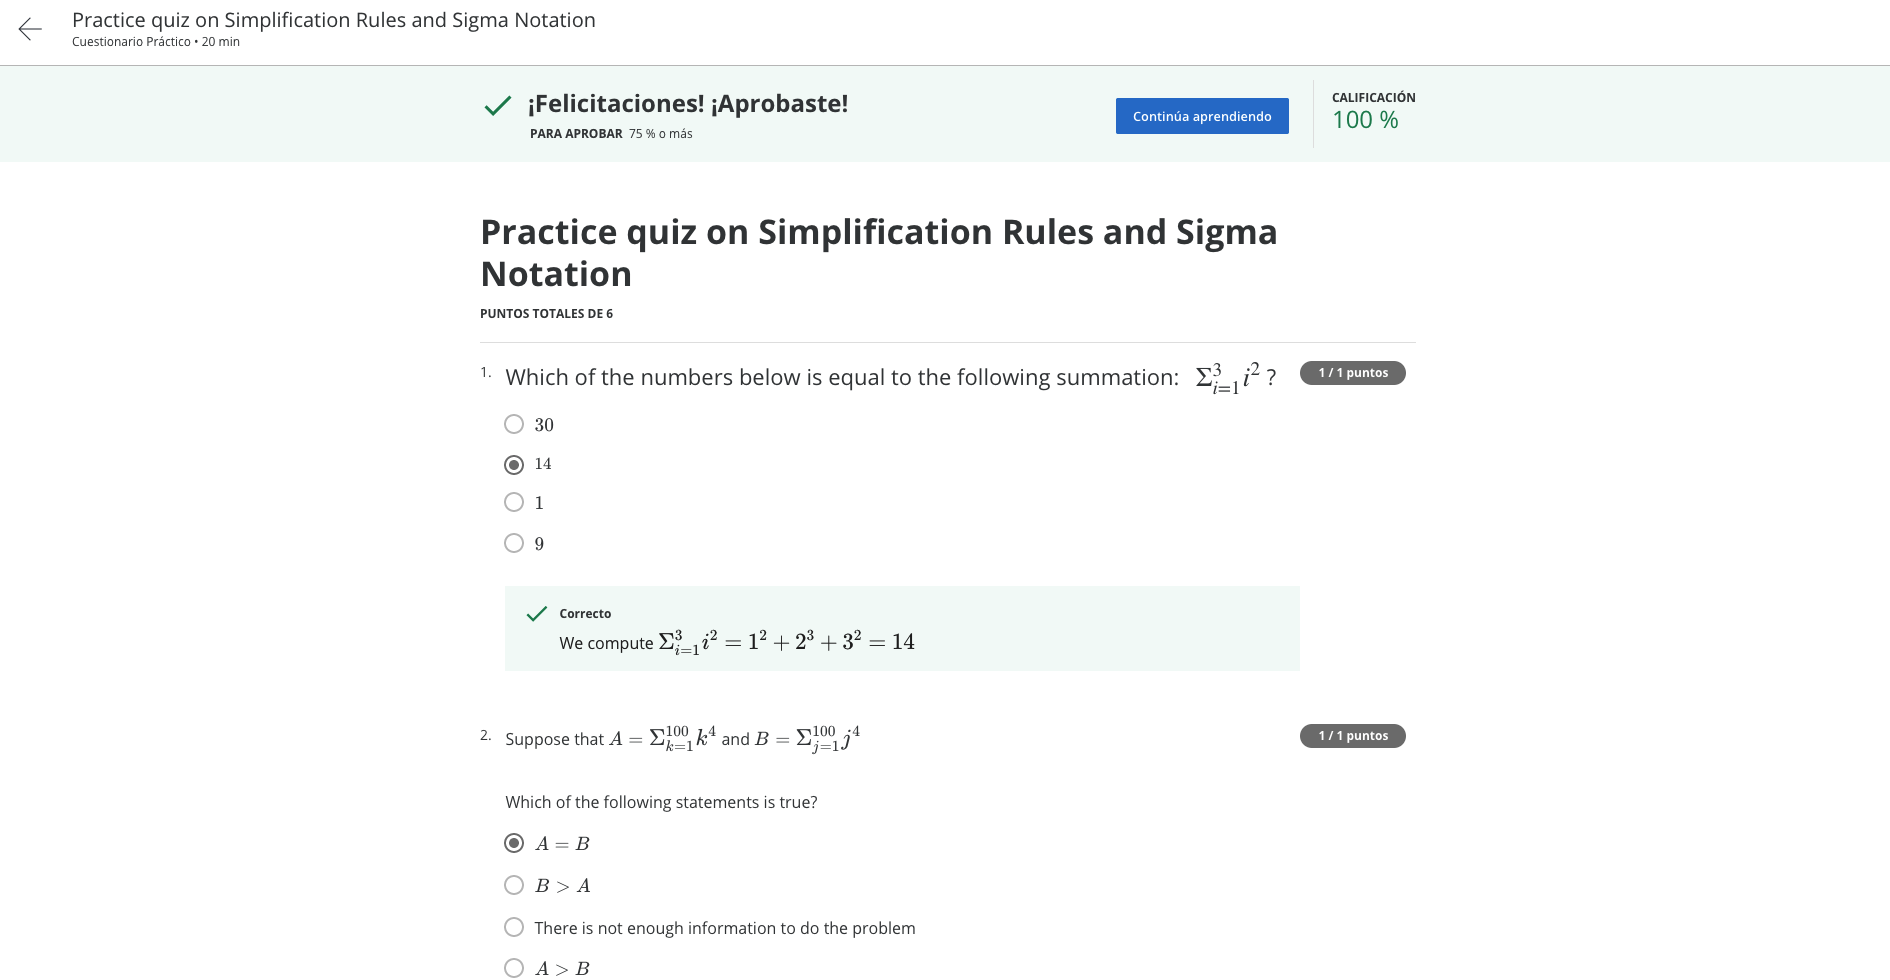 Practice quiz on Simplification Rules and Sigma Notation
Cuestionario Práctico • 20 min
¡Felicitaciones! ¡Aprobaste!
PARA APROBAR 75 % o más
Continúa aprendiendo
CALIFICACIÓN
100 %
Practice quiz on Simplification Rules and Sigma
Notation
PUNTOS TOTALES DE 6
1. Which of the numbers below is equal to the following summation: $\Sigma_{i=1}^{3} i^2$ ?
1 / 1 puntos
30
14
1
9
Correcto
We compute $\Sigma_{i=1}^{3} i^2 = 1^2 + 2^3 + 3^2 = 14$
2. Suppose that $A = \Sigma_{k=1}^{100} k^4$ and $B = \Sigma_{j=1}^{100} j^4$
1 / 1 puntos
Which of the following statements is true?
A = B
B > A
There is not enough information to do the problem
A > B